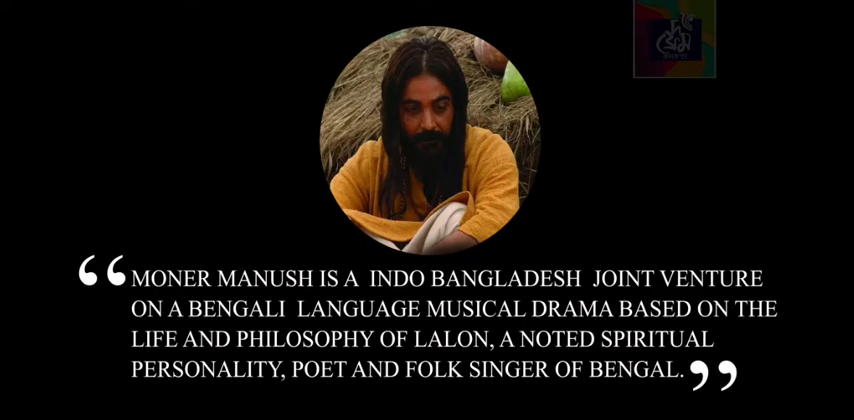 MONER MANUSH IS A INDO BANGLADESH JOINT VENTURE
ON A BENGALI LANGUAGE MUSICAL DRAMA BASED ON THE
LIFE AND PHILOSOPHY OF LALON, A NOTED SPIRITUAL
PERSONALITY, POET AND FOLK SINGER OF BENGAL.